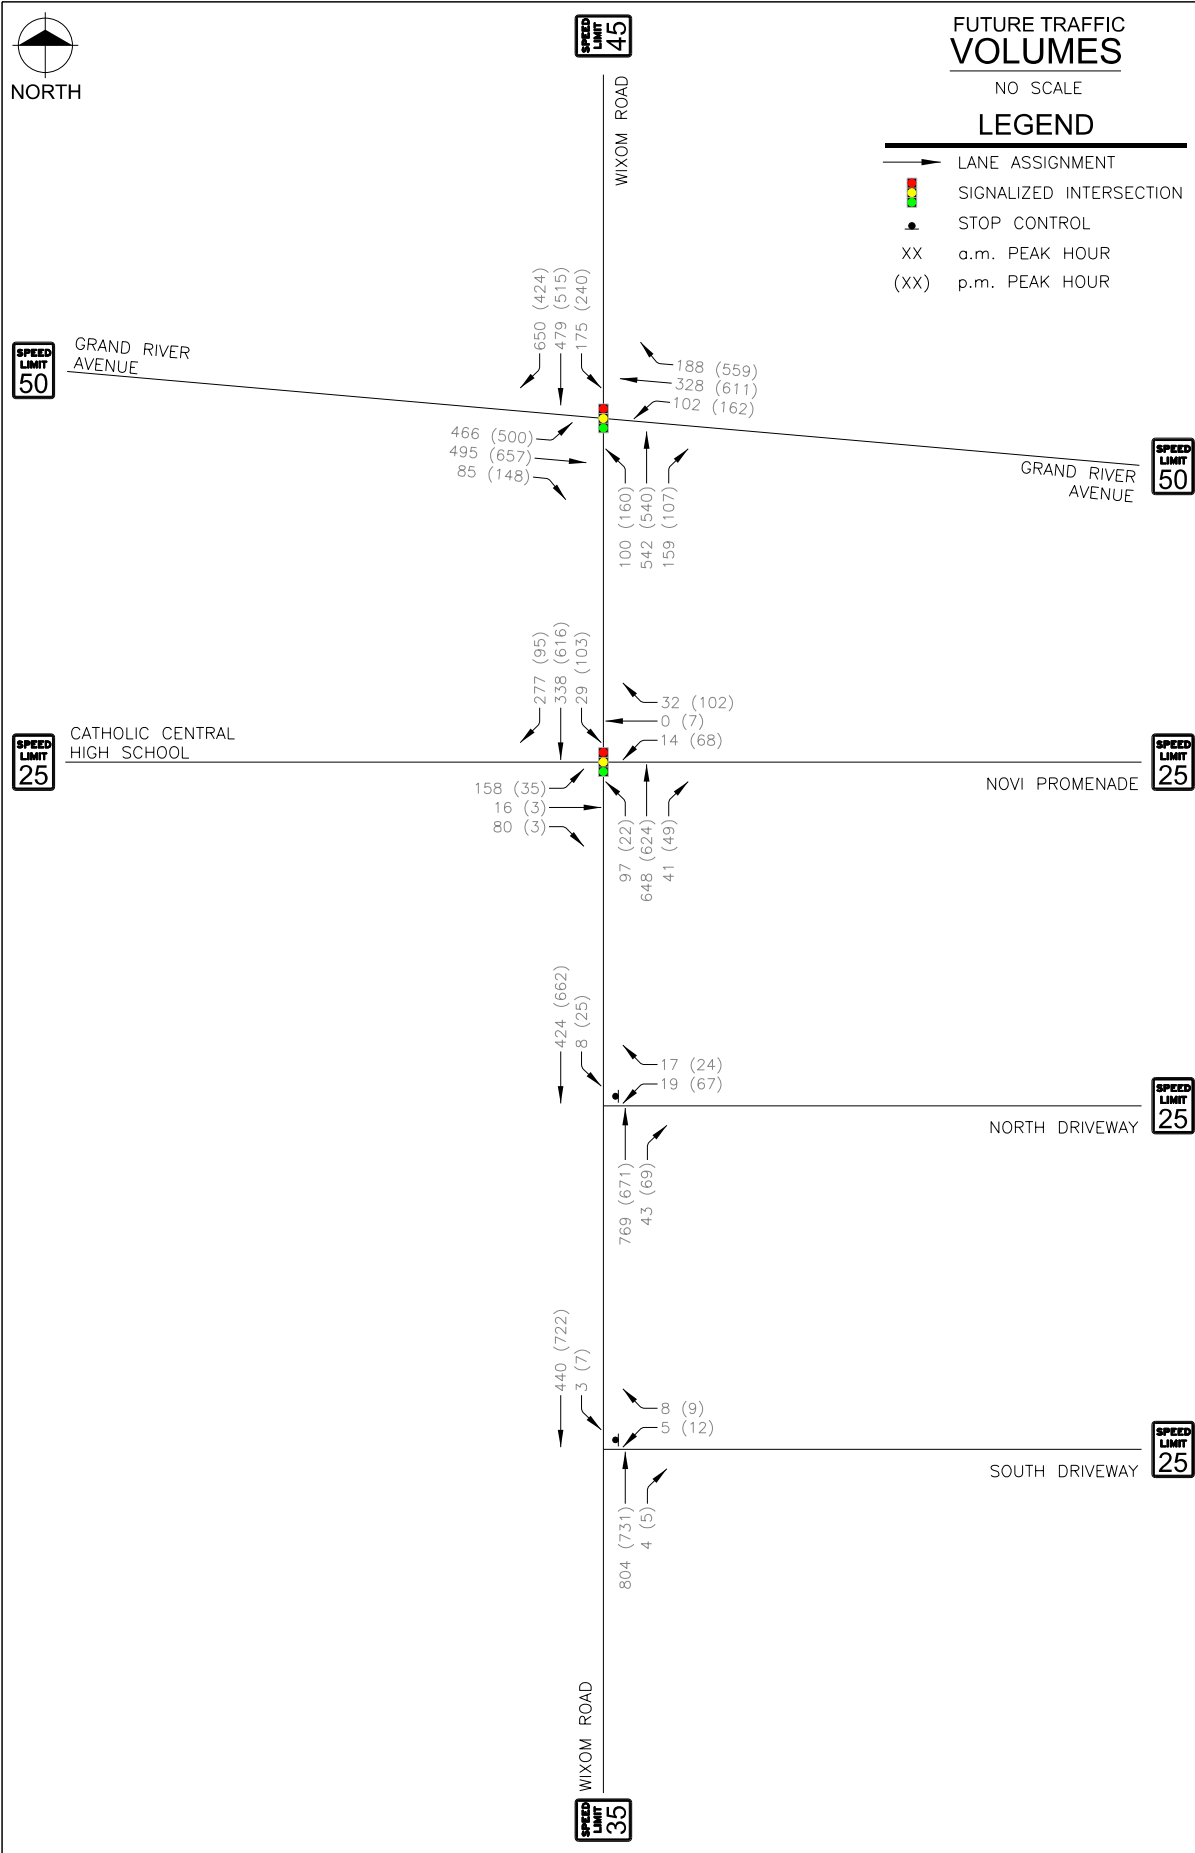 NORTH
SPEED
LIMIT
45
WIXOM ROAD
FUTURE TRAFFIC
VOLUMES
NO SCALE
LEGEND
LANE ASSIGNMENT
SIGNALIZED INTERSECTION
STOP CONTROL
XX a.m. PEAK HOUR
(XX) p.m. PEAK HOUR
SPEED
LIMIT
50
GRAND RIVER
AVENUE
650 (424)
479 (515)
175 (240)
188 (559)
328 (611)
102 (162)
466 (500)
495 (657)
85 (148)
100 (160)
542 (540)
159 (107)
GRAND RIVER
AVENUE
SPEED
LIMIT
50
277 (95)
338 (616)
29 (103)
32 (102)
0 (7)
14 (68)
SPEED
LIMIT
25
CATHOLIC CENTRAL
HIGH SCHOOL
158 (35)
16 (3)
80 (3)
97 (22)
648 (624)
41 (49)
NOVI PROMENADE
SPEED
LIMIT
25
424 (662)
8 (25)
17 (24)
19 (67)
769 (671)
43 (69)
NORTH DRIVEWAY
SPEED
LIMIT
25
440 (722)
3 (7)
8 (9)
5 (12)
804 (731)
4 (5)
SOUTH DRIVEWAY
SPEED
LIMIT
25
WIXOM ROAD
SPEED
LIMIT
35